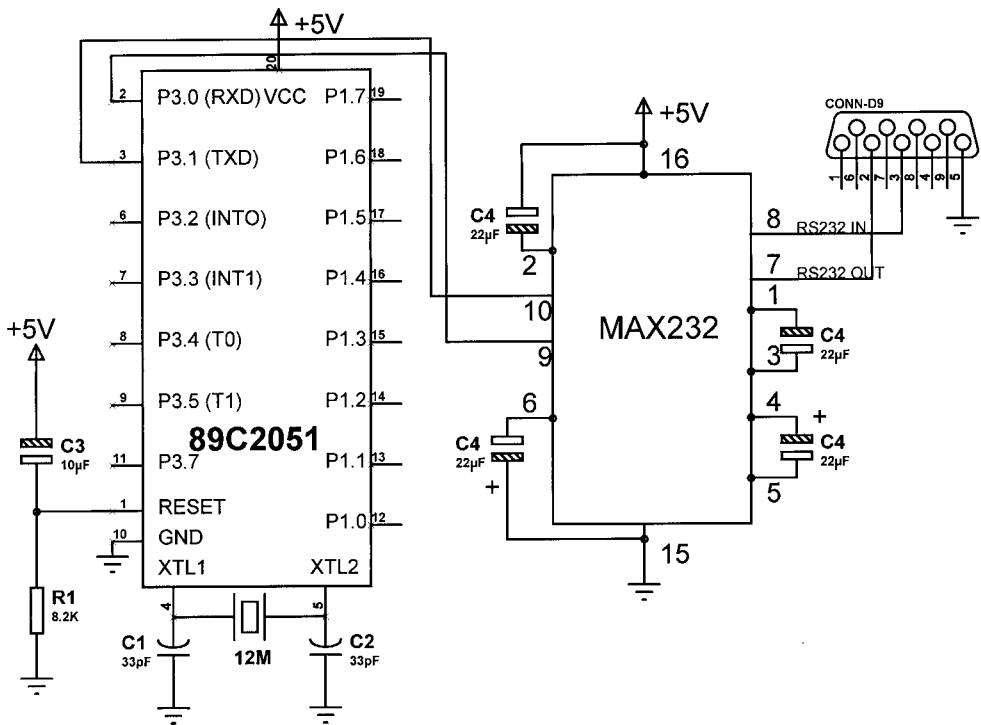 +5V
20
2 P3.0 (RXD) VCC P1.7 19
3 P3.1 (TXD) P1.6 18
6 P3.2 (INTO) P1.5 17
7 P3.3 (INT1) P1.4 16
8 P3.4 (T0) P1.3 15
9 P3.5 (T1) P1.2 14
89C2051
11 P3.7 P1.1 13
1 RESET P1.0 12
10 GND
XTL1 XTL2
4 5
+5V
C3
10µF
R1
8.2K
C1
33pF
12M
C2
33pF
+5V
16
C4
22µF
2
10
9
6
C4
22µF
+
MAX232
15
8 RS232 IN
7 RS232 OUT
1
C4
22µF
3
4
+
C4
22µF
5
CONN-D9
1 6 2 7 3 8 4 9 5